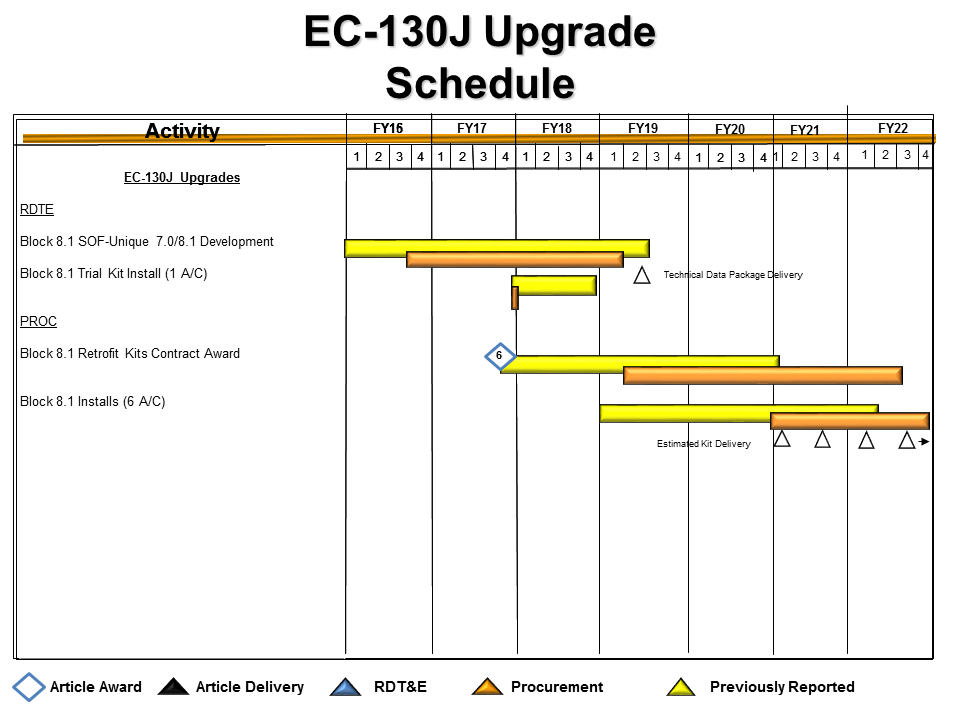 EC-130J Upgrade
Schedule
Activity FY16 FY17 FY18 FY19 FY20 FY21 FY22
1 2 3 4 1 2 3 4 1 2 3 4 1 2 3 4 1 2 3 4 1 2 3 4 1 2 3 4
EC-130J Upgrades
RDTE
Block 8.1 SOF-Unique 7.0/8.1 Development
Block 8.1 Trial Kit Install (1 A/C)
Technical Data Package Delivery
PROC
Block 8.1 Retrofit Kits Contract Award
6
Block 8.1 Installs (6 A/C)
Estimated Kit Delivery
Article Award Article Delivery RDT&E Procurement Previously Reported